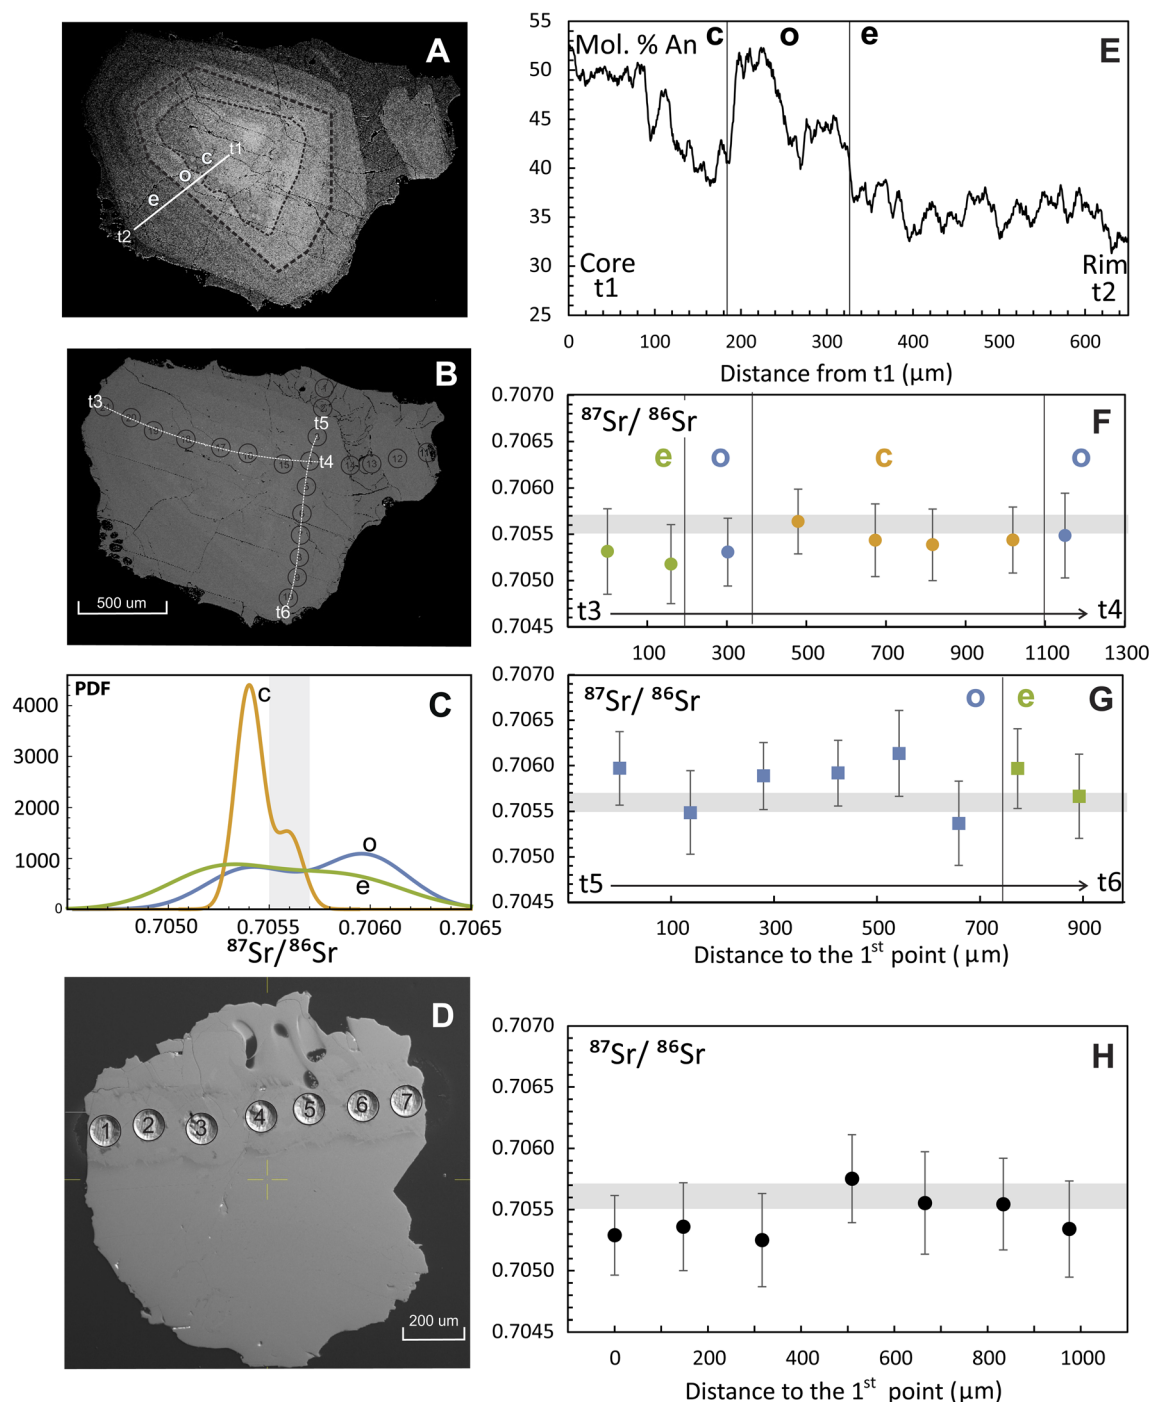 A
t1
c
o
e
t2
E
Mol. % An
c
o
e
55
50
45
40
35
30
25
Core
t1
Rim
t2
0 100 200 300 400 500 600
Distance from t1 (µm)
B
t3
t5
t4
t6
15
14
13
12
11
500 um
F
⁸⁷Sr/ ⁸⁶Sr
e
o
c
o
0.7070
0.7065
0.7060
0.7055
0.7050
0.7045
t3
t4
100 300 500 700 900 1100 1300
C
PDF
c
o
e
4000
3000
2000
1000
0
0.7050 0.7055 0.7060 0.7065
⁸⁷Sr/⁸⁶Sr
G
⁸⁷Sr/ ⁸⁶Sr
o
e
0.7070
0.7065
0.7060
0.7055
0.7050
0.7045
t5
t6
100 300 500 700 900
Distance to the 1ˢᵗ point ( µm)
D
1 2 3 4 5 6 7
200 um
H
⁸⁷Sr/ ⁸⁶Sr
0.7070
0.7065
0.7060
0.7055
0.7050
0.7045
0 200 400 600 800 1000
Distance to the 1ˢᵗ point (µm)